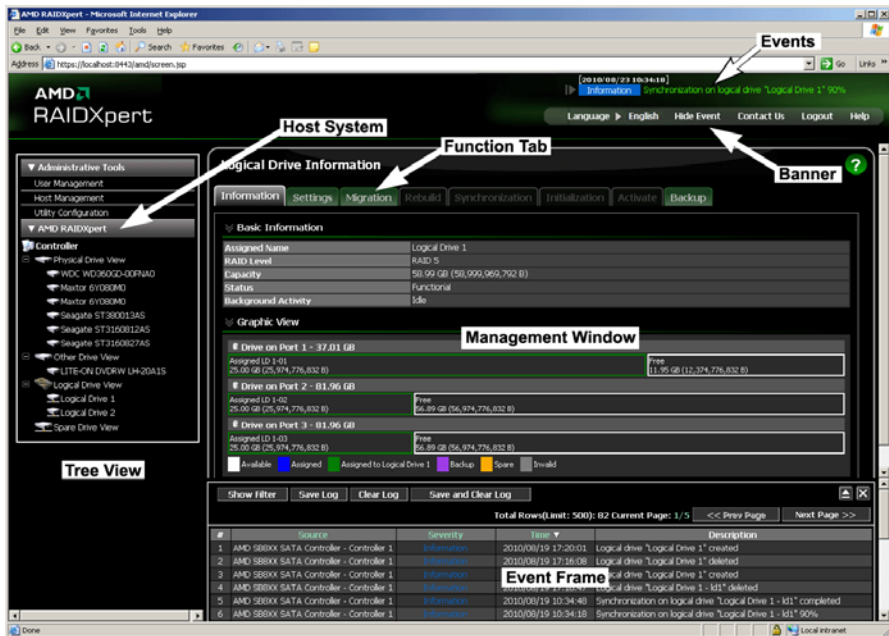 AMD RAIDXpert - Microsoft Internet Explorer
File Edit View Favorites Tools Help
Back Search Favorites
Address https://localhost:8443/amd/screen.jsp Go Links
Events
[2010/08/23 10:34:18]
Information Synchronization on logical drive "Logical Drive 1" 90%
AMD
RAIDXpert
Language English Hide Event Contact Us Logout Help
Host System
Function Tab
Banner
Administrative Tools
User Management
Host Management
Utility Configuration
AMD RAIDXpert
Controller
Physical Drive View
WDC WD360GD-00FNA0
Maxtor 6Y080M0
Maxtor 6Y080M0
Seagate ST380013AS
Seagate ST3160812AS
Seagate ST3160827AS
Other Drive View
LITE-ON DVDRW LH-20A1S
Logical Drive View
Logical Drive 1
Logical Drive 2
Spare Drive View
Tree View
Logical Drive Information
?
Information Settings Migration Rebuild Synchronization Initialization Activate Backup
Basic Information
Assigned Name Logical Drive 1
RAID Level RAID 5
Capacity 58.99 GB (58,999,969,792 B)
Status Functional
Background Activity Idle
Graphic View
Management Window
Drive on Port 1 - 37.01 GB
Assigned LD 1-01 Free
25.00 GB (25,974,776,832 B) 11.95 GB (12,374,776,832 B)
Drive on Port 2 - 81.96 GB
Assigned LD 1-02 Free
25.00 GB (25,974,776,832 B) 56.89 GB (56,974,776,832 B)
Drive on Port 3 - 81.96 GB
Assigned LD 1-03 Free
25.00 GB (25,974,776,832 B) 56.89 GB (56,974,776,832 B)
Available Assigned Assigned to Logical Drive 1 Backup Spare Invalid
Show Filter Save Log Clear Log Save and Clear Log
Total Rows(Limit: 500): 82 Current Page: 1/5 << Prev Page Next Page >>
# Source Severity Time ▼ Description
1 AMD SB8XX SATA Controller - Controller 1 Information 2010/08/19 17:20:01 Logical drive "Logical Drive 1" created
2 AMD SB8XX SATA Controller - Controller 1 Information 2010/08/19 17:16:08 Logical drive "Logical Drive 1" deleted
3 AMD SB8XX SATA Controller - Controller 1 Information drive "Logical Drive 1" created
4 AMD SB8XX SATA Controller - Controller 1 Information drive "Logical Drive 1 - ld1" deleted
Event Frame
5 AMD SB8XX SATA Controller - Controller 1 Information 2010/08/19 10:34:48 Synchronization on logical drive "Logical Drive 1 - ld1" completed
6 AMD SB8XX SATA Controller - Controller 1 Information 2010/08/19 10:34:18 Synchronization on logical drive "Logical Drive 1 - ld1" 90%
Done Local intranet